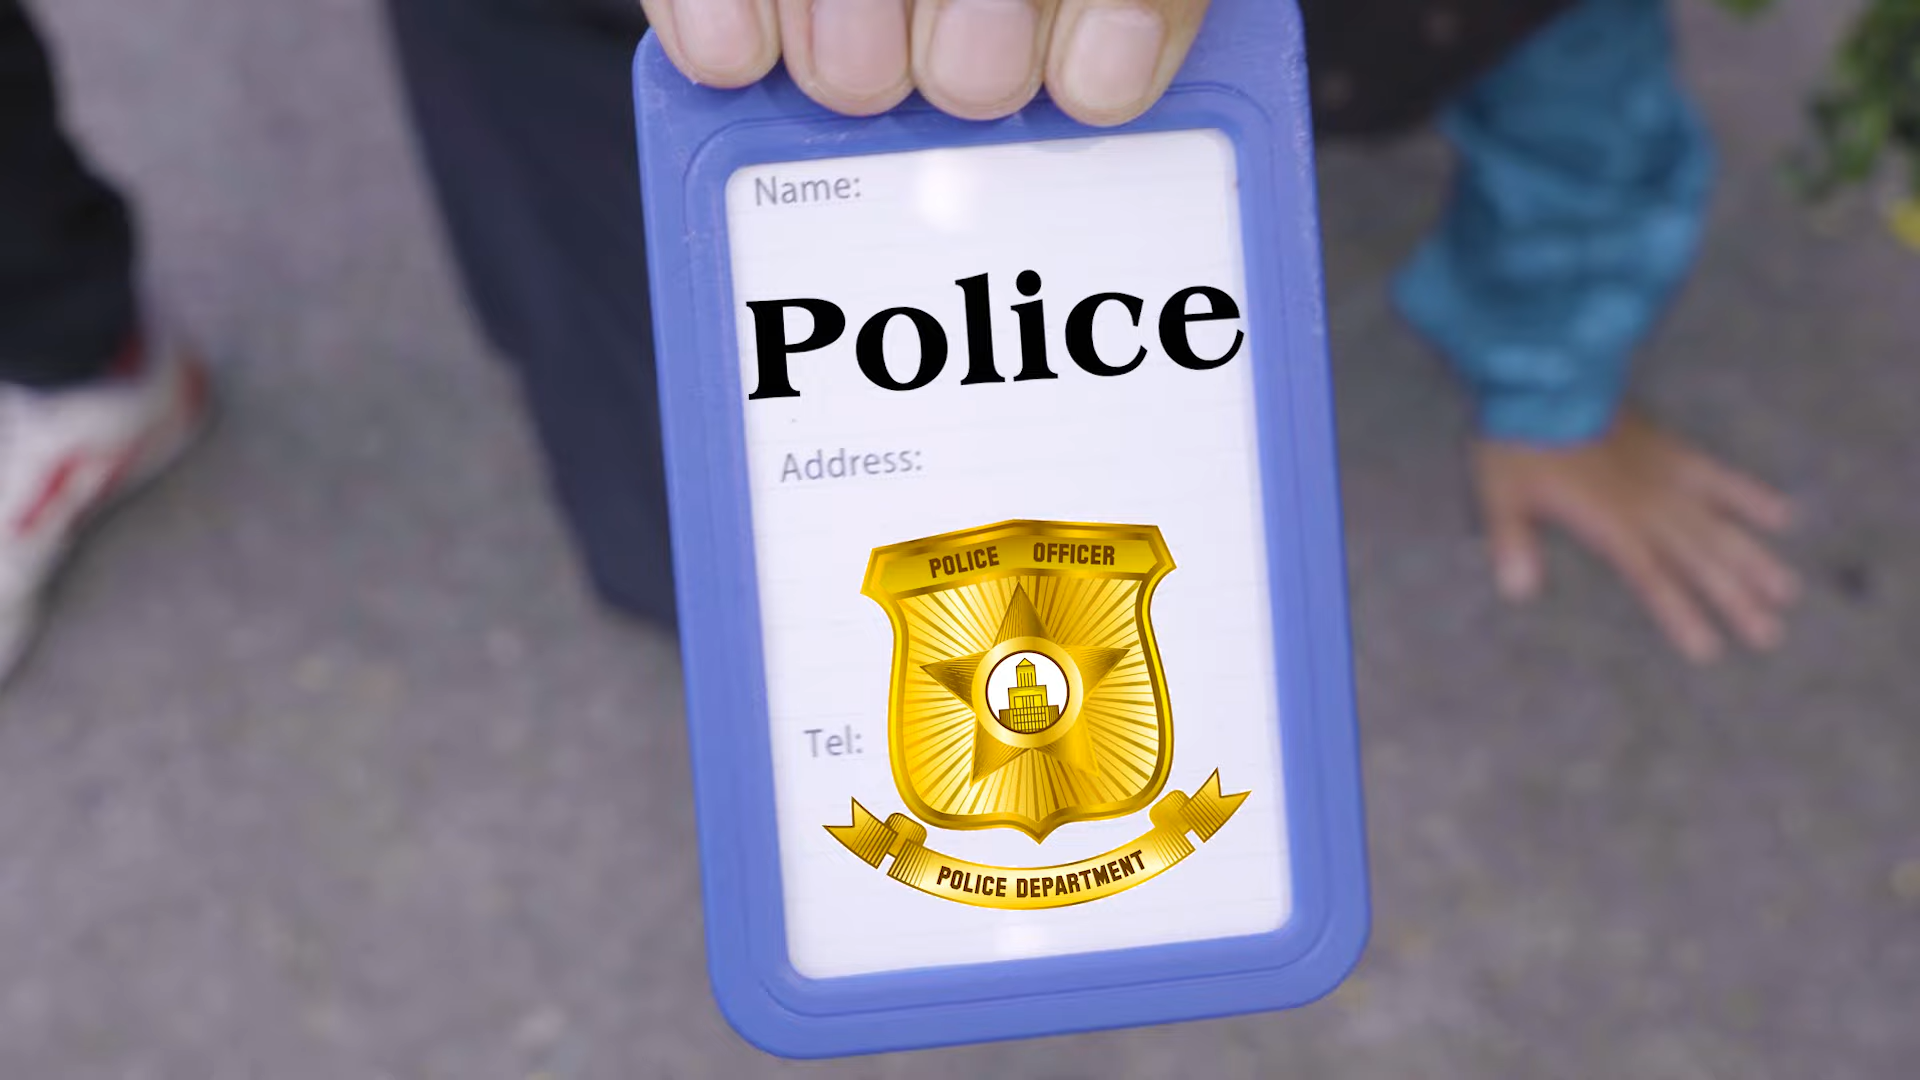 Name:
Police
Address:
POLICE OFFICER
Tel:
POLICE DEPARTMENT